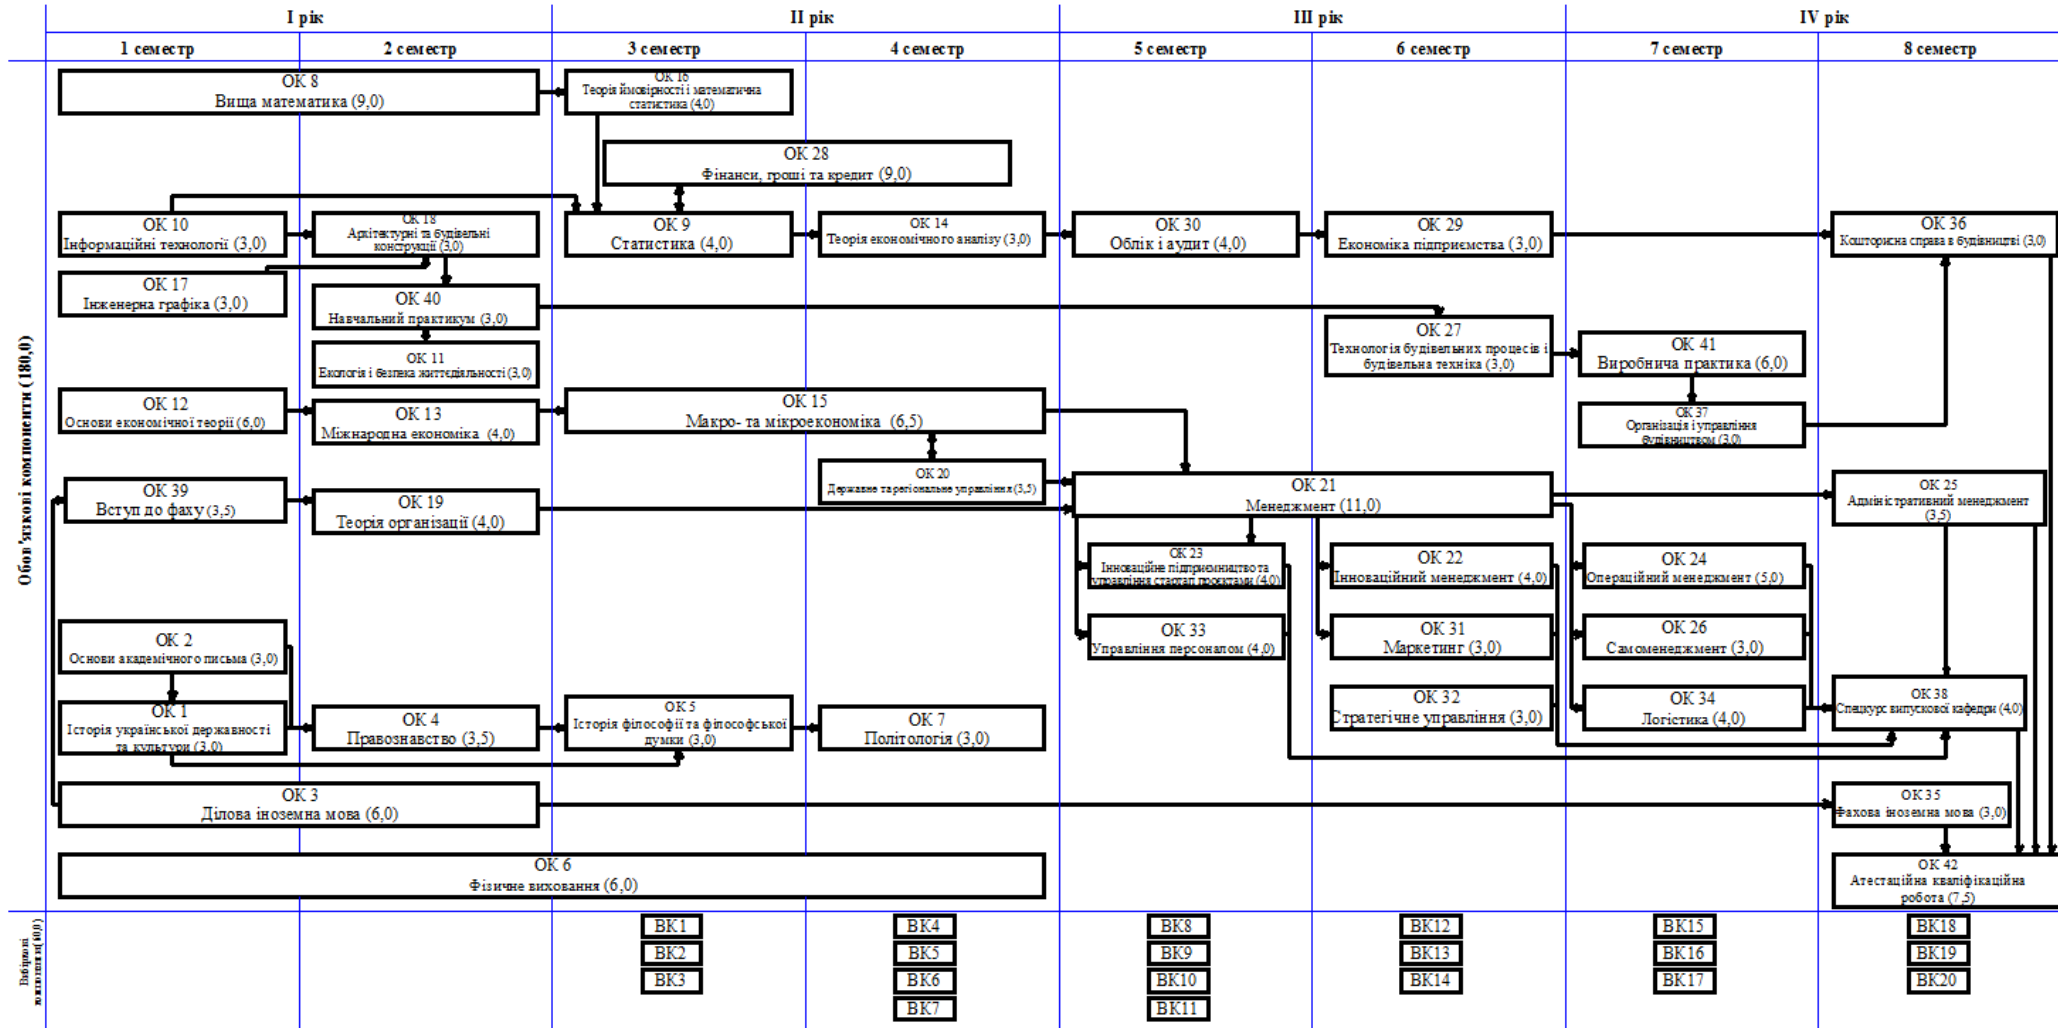 I рік
II рік
III рік
IV рік
1 семестр
2 семестр
3 семестр
4 семестр
5 семестр
6 семестр
7 семестр
8 семестр
Обов'язкові компоненти (180,0)
ОК 8
Вища математика (9,0)
ОК 16
Теорія ймовірності і математична
статистика (4,0)
ОК 28
Фінанси, гроші та кредит (9,0)
ОК 10
Інформаційні технології (3,0)
ОК 18
Архітектурні та будівельні
конструкції (3,0)
ОК 9
Статистика (4,0)
ОК 14
Теорія економічного аналізу (3,0)
ОК 30
Облік і аудит (4,0)
ОК 29
Економіка підприємства (3,0)
ОК 36
Кошторисна справа в будівництві (3,0)
ОК 17
Інженерна графіка (3,0)
ОК 40
Навчальний практикум (3,0)
ОК 27
Технологія будівельних процесів і
будівельна техніка (3,0)
ОК 41
Виробнича практика (6,0)
ОК 11
Екологія і безпека життєдіяльності (3,0)
ОК 12
Основи економічної теорії (6,0)
ОК 13
Міжнародна економіка (4,0)
ОК 15
Макро- та мікроекономіка (6,5)
ОК 37
Організація і управління
будівництвом (3,0)
ОК 20
Державне та регіональне управління (3,5)
ОК 39
Вступ до фаху (3,5)
ОК 19
Теорія організації (4,0)
ОК 21
Менеджмент (11,0)
ОК 25
Адміністративний менеджмент
(3,5)
ОК 23
Інноваційне підприємництво та
управління стартап проєктами (4,0)
ОК 22
Інноваційний менеджмент (4,0)
ОК 24
Операційний менеджмент (5,0)
ОК 2
Основи академічного письма (3,0)
ОК 33
Управління персоналом (4,0)
ОК 31
Маркетинг (3,0)
ОК 26
Самоменеджмент (3,0)
ОК 1
Історія української державності
та культури (3,0)
ОК 4
Правознавство (3,5)
ОК 5
Історія філософії та філософської
думки (3,0)
ОК 7
Політологія (3,0)
ОК 32
Стратегічне управління (3,0)
ОК 34
Логістика (4,0)
ОК 38
Спецкурс випускової кафедри (4,0)
ОК 3
Ділова іноземна мова (6,0)
ОК 35
Фахова іноземна мова (3,0)
ОК 6
Фізичне виховання (6,0)
ОК 42
Атестаційна кваліфікаційна
робота (7,5)
Вибіркові
компоненти (60,0)
ВК1
ВК2
ВК3
ВК4
ВК5
ВК6
ВК7
ВК8
ВК9
ВК10
ВК11
ВК12
ВК13
ВК14
ВК15
ВК16
ВК17
ВК18
ВК19
ВК20